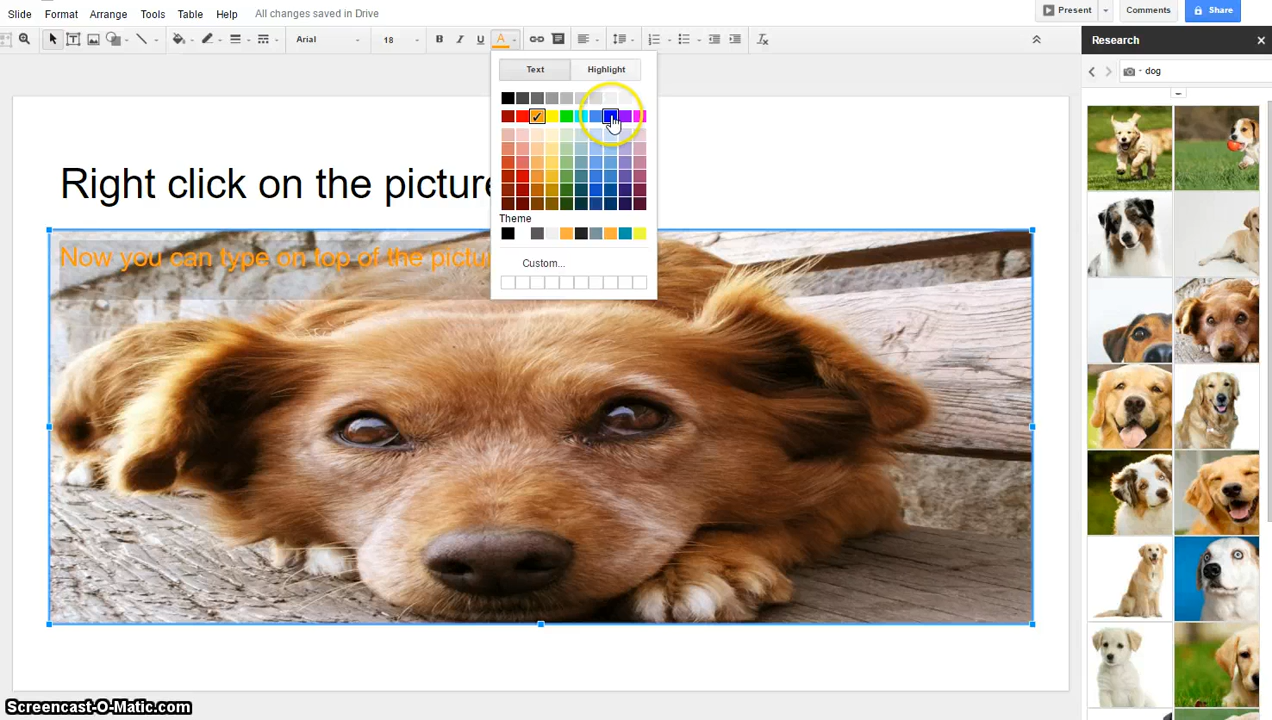 Slide Format Arrange Tools Table Help All changes saved in Drive Present Comments Share
Arial 18 B I U A
Research
dog
Text Highlight
Right click on the picture
Theme
Now you can type on top of the
Custom...
Screencast-O-Matic.com